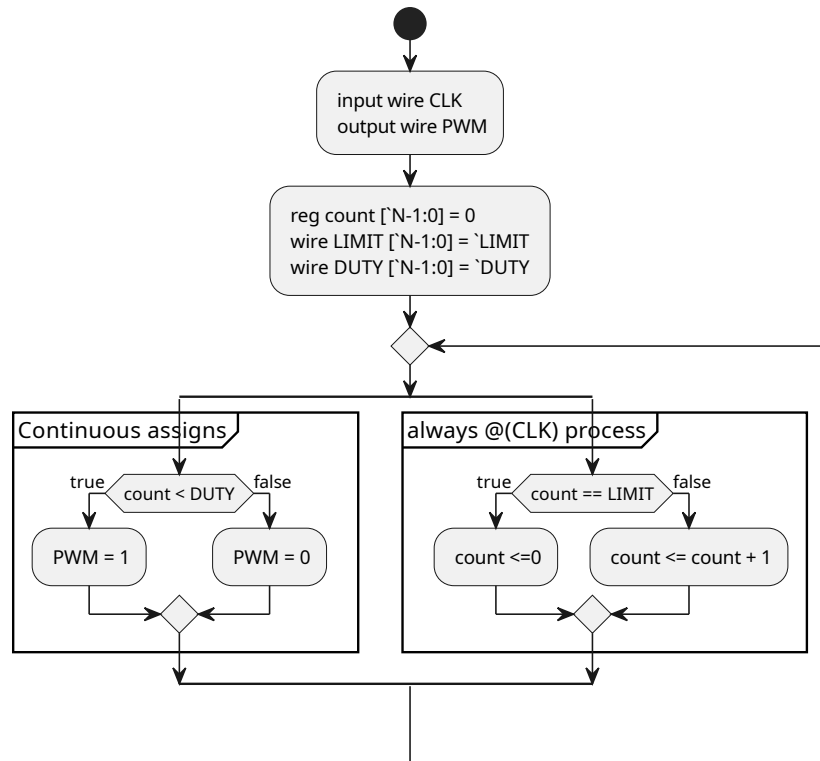 input wire CLK
output wire PWM
reg count [`N-1:0] = 0
wire LIMIT [`N-1:0] = `LIMIT
wire DUTY [`N-1:0] = `DUTY
Continuous assigns
true
count < DUTY
false
PWM = 1
PWM = 0
always @(CLK) process
true
count == LIMIT
false
count <=0
count <= count + 1